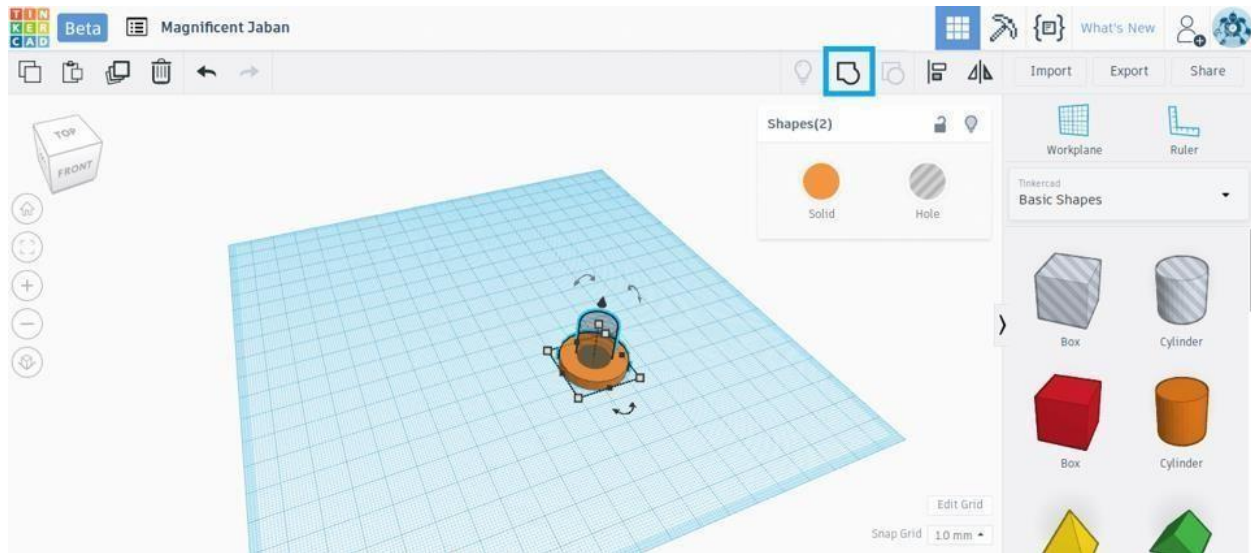 TIN
KER
CAD
Beta
Magnificent Jaban
What's New
Import
Export
Share
TOP
FRONT
Shapes(2)
Solid
Hole
Workplane
Ruler
Tinkercad
Basic Shapes
Box
Cylinder
Box
Cylinder
Edit Grid
Snap Grid 1.0 mm